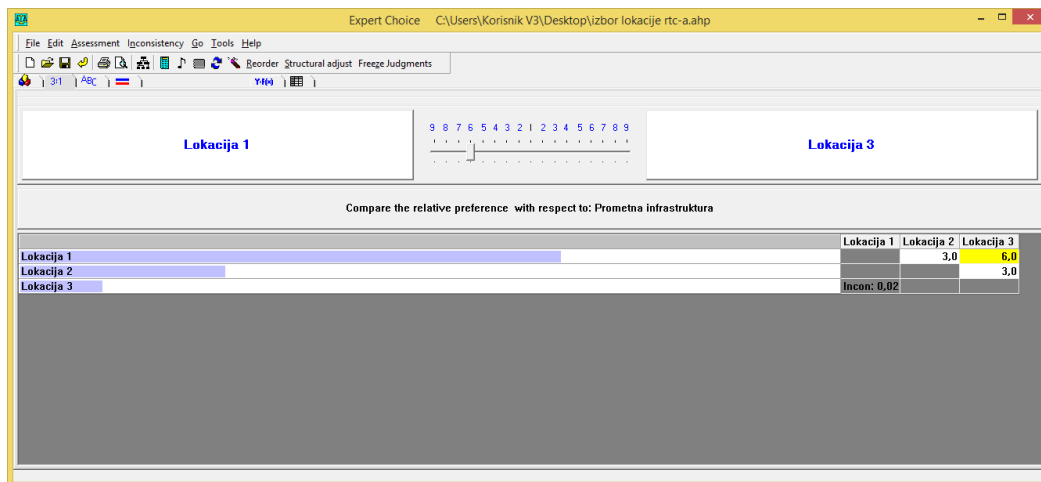 Expert Choice C:\Users\Korisnik V3\Desktop\izbor lokacije rtc-a.ahp
File Edit Assessment Inconsistency Go Tools Help
Reorder Structural adjust Freeze Judgments
3:1 ABC Y=F(x)
Lokacija 1
9 8 7 6 5 4 3 2 1 2 3 4 5 6 7 8 9
Lokacija 3
Compare the relative preference with respect to: Prometna infrastruktura
Lokacija 1 Lokacija 2 Lokacija 3
Lokacija 1 3,0 6,0
Lokacija 2 3,0
Lokacija 3 Incon: 0,02